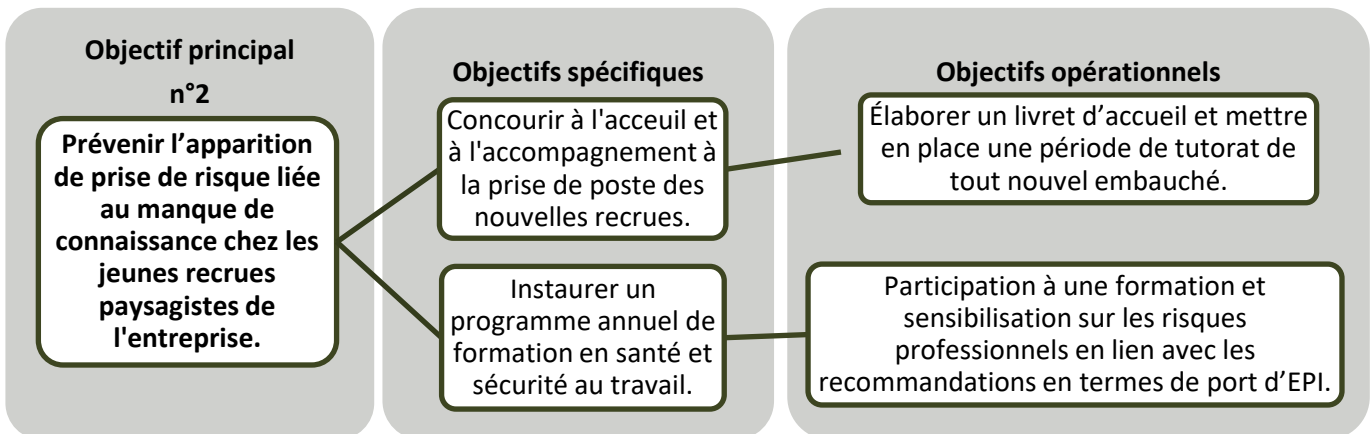 Objectif principal
n°2
Prévenir l’apparition
de prise de risque liée
au manque de
connaissance chez les
jeunes recrues
paysagistes de
l'entreprise.
Objectifs spécifiques
Concourir à l'acceuil et
à l'accompagnement à
la prise de poste des
nouvelles recrues.
Instaurer un
programme annuel de
formation en santé et
sécurité au travail.
Objectifs opérationnels
Élaborer un livret d’accueil et mettre
en place une période de tutorat de
tout nouvel embauché.
Participation à une formation et
sensibilisation sur les risques
professionnels en lien avec les
recommandations en termes de port d’EPI.